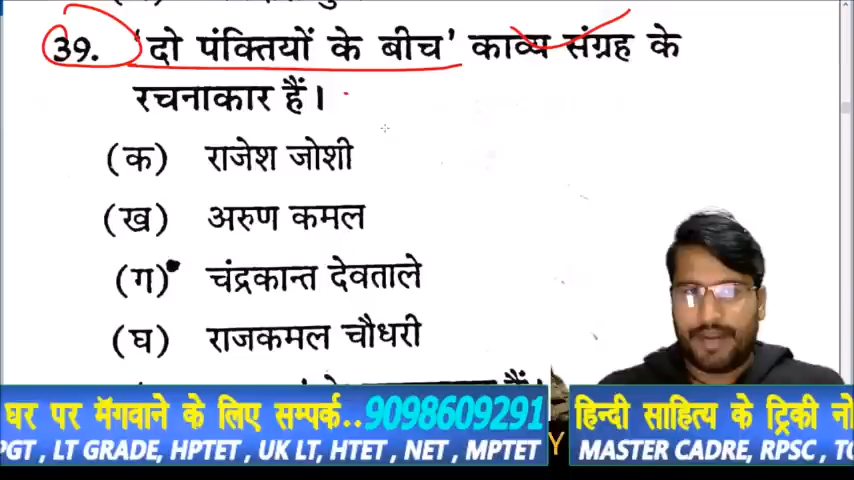 39. 'दो पंक्तियों के बीच' काव्य संग्रह के
रचनाकार हैं।
(क) राजेश जोशी
(ख) अरुण कमल
(ग) चंद्रकान्त देवताले
(घ) राजकमल चौधरी
घर पर मॅगवाने के लिए सम्पर्क..9098609291
हिन्दी साहित्य के ट्रिकी नो
PGT , LT GRADE, HPTET , UK LT, HTET , NET , MPTET
Y
MASTER CADRE, RPSC , TG